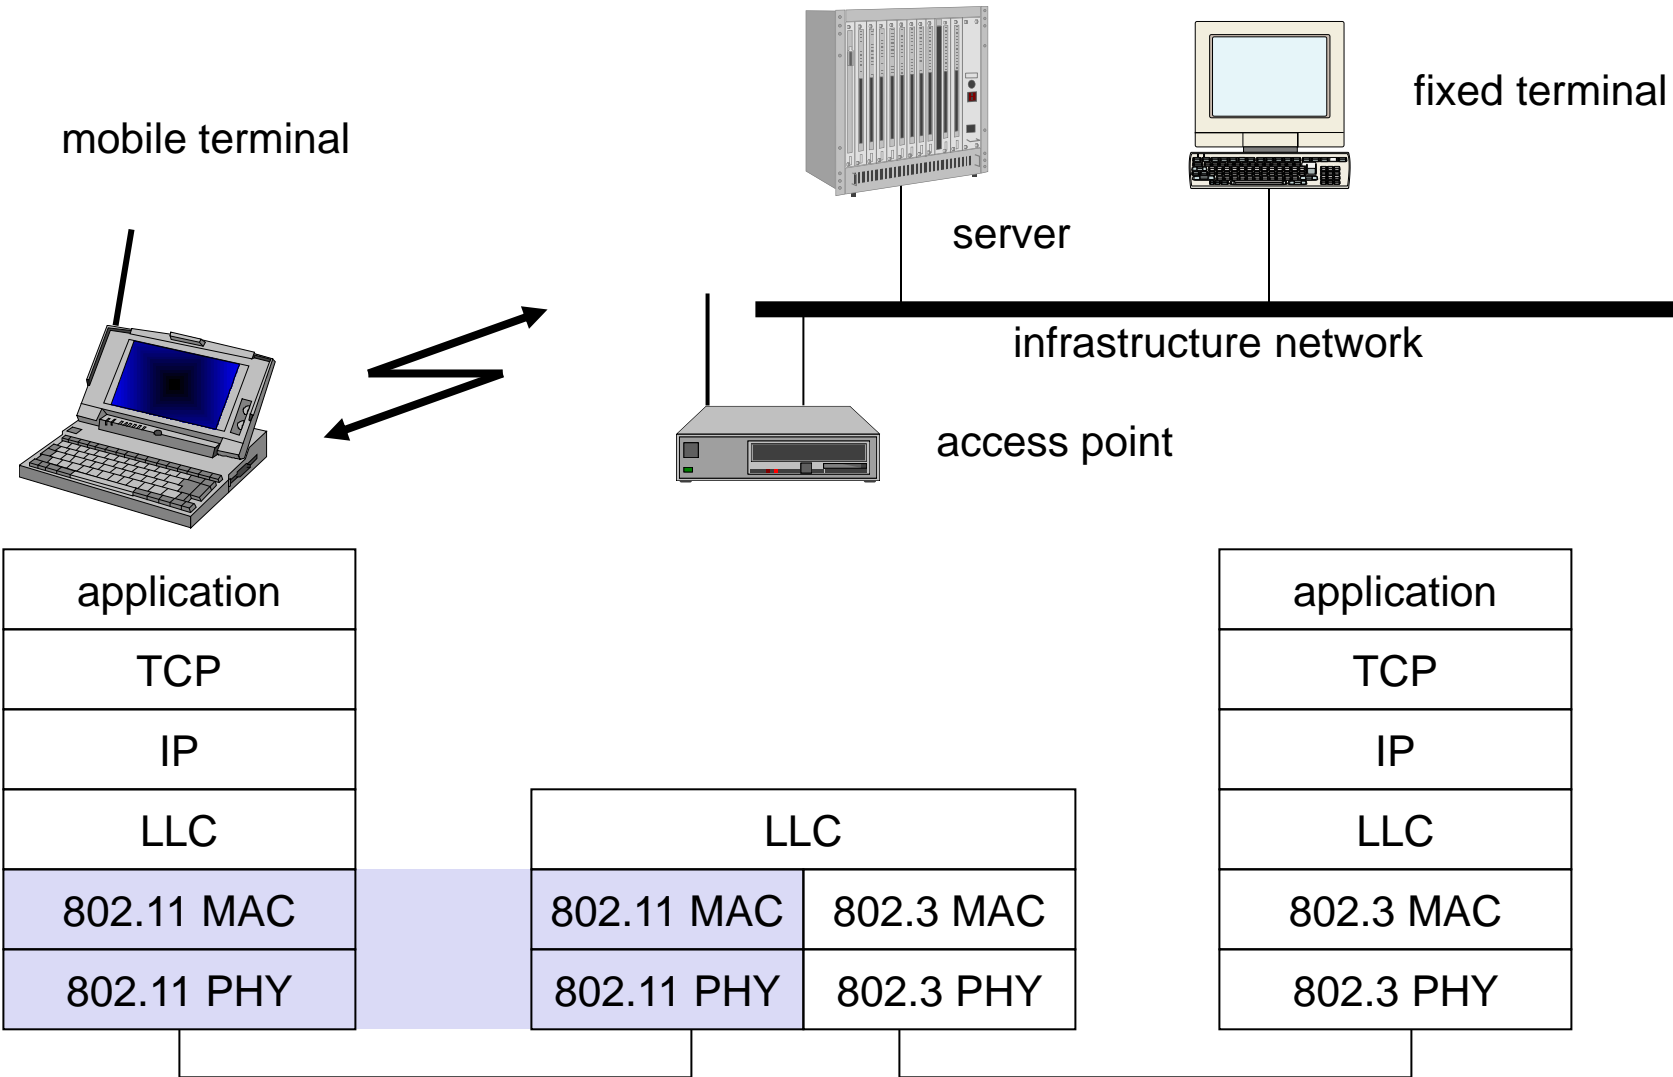 fixed terminal
mobile terminal
server
infrastructure network
access point
application
TCP
IP
LLC
802.11 MAC
802.11 PHY
LLC
802.11 MAC
802.3 MAC
802.11 PHY
802.3 PHY
application
TCP
IP
LLC
802.3 MAC
802.3 PHY